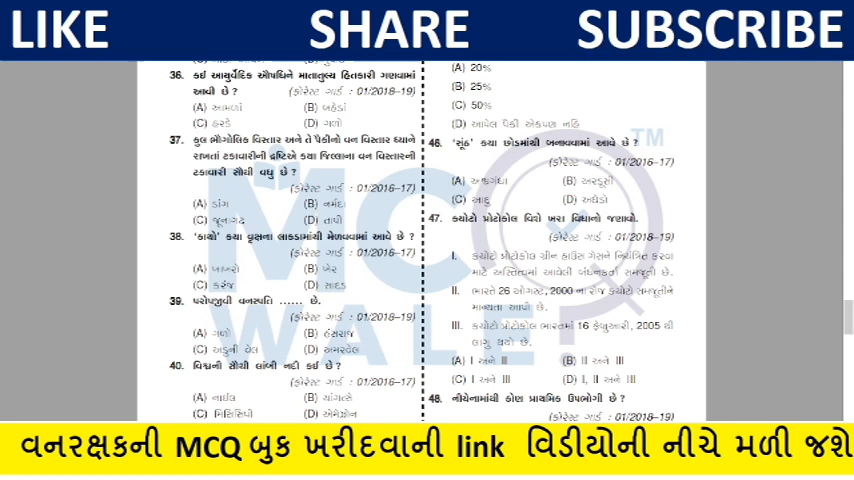 LIKE SHARE SUBSCRIBE
36. કઈ આયુર્વેદિક ઔષધિને માતાતુલ્ય હિતકારી ગણવામાં
આવી છે ? (ફોરેસ્ટ ગાર્ડ : 01/2018-19)
(A) આમળાં (B) બહેડાં
(C) હરડે (D) ગળો
37. કુલ ભૌગોલિક વિસ્તાર અને તે પૈકીનો વન વિસ્તાર ધ્યાને
રાખતાં ટકાવારીની દ્રષ્ટિએ કયા જિલ્લાના વન વિસ્તારની
ટકાવારી સૌથી વધુ છે ?
(ફોરેસ્ટ ગાર્ડ : 01/2016-17)
(A) ડાંગ (B) નર્મદા
(C) જૂનાગઢ (D) તાપી
38. 'કાથો' કયા વૃક્ષના લાકડામાંથી મેળવવામાં આવે છે ?
(ફોરેસ્ટ ગાર્ડ : 01/2016-17)
(A) ખાખરો (B) ખેર
(C) કરંજ (D) સાદડ
39. પરોપજીવી વનસ્પતિ ...... છે.
(ફોરેસ્ટ ગાર્ડ : 01/2018-19)
(A) ગળો (B) હંસરાજ
(C) અડુની વેલ (D) અમરવેલ
40. વિશ્વની સૌથી લાંબી નદી કઈ છે ?
(ફોરેસ્ટ ગાર્ડ : 01/2016-17)
(A) નાઈલ (B) યાંગત્સે
(C) મિસિસિપી (D) એમેઝોન
(A) 20%
(B) 25%
(C) 50%
(D) આપેલ પૈકી એકપણ નહિ
46. 'સૂંઠ' કયા છોડમાંથી બનાવવામાં આવે છે ?
(ફોરેસ્ટ ગાર્ડ : 01/2016-17)
(A) અશ્વગંધા (B) અરડૂસી
(C) આદુ (D) અઘેડો
47. ક્યોટો પ્રોટોકોલ વિશે ખરા વિધાનો જણાવો.
(ફોરેસ્ટ ગાર્ડ : 01/2018-19)
I. ક્યોટો પ્રોટોકોલ ગ્રીન હાઉસ ગેસને નિયંત્રિત કરવા
માટે અસ્તિત્વમાં આવેલી બંધનકર્તા સમજૂતી છે.
II. ભારતે 26 ઓગસ્ટ, 2000 ના રોજ ક્યોટો સમજૂતીને
માન્યતા આપી છે.
III. ક્યોટો પ્રોટોકોલ ભારતમાં 16 ફેબ્રુઆરી, 2005 થી
લાગુ થયો છે.
(A) I અને II (B) II અને III
(C) I અને III (D) I, II અને III
48. નીચેનામાંથી કોણ પ્રાથમિક ઉપભોગી છે ?
(ફોરેસ્ટ ગાર્ડ : 01/2018-19)
MCQ
WALE
TM
વનરક્ષકની MCQ બુક ખરીદવાની link વિડીયોની નીચે મળી જશે